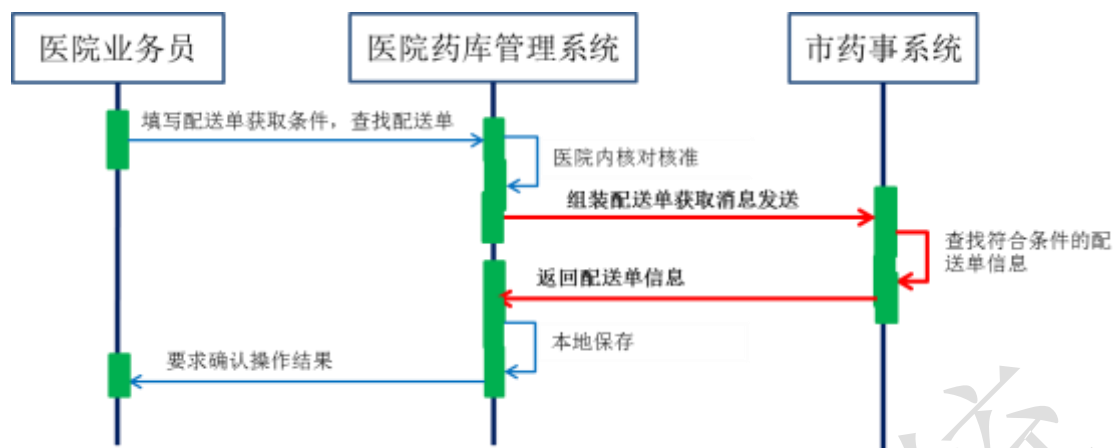 医院业务员
医院药库管理系统
市药事系统
填写配送单获取条件，查找配送单
医院内核对核准
组装配送单获取消息发送
查找符合条件的配
送单信息
返回配送单信息
本地保存
要求确认操作结果